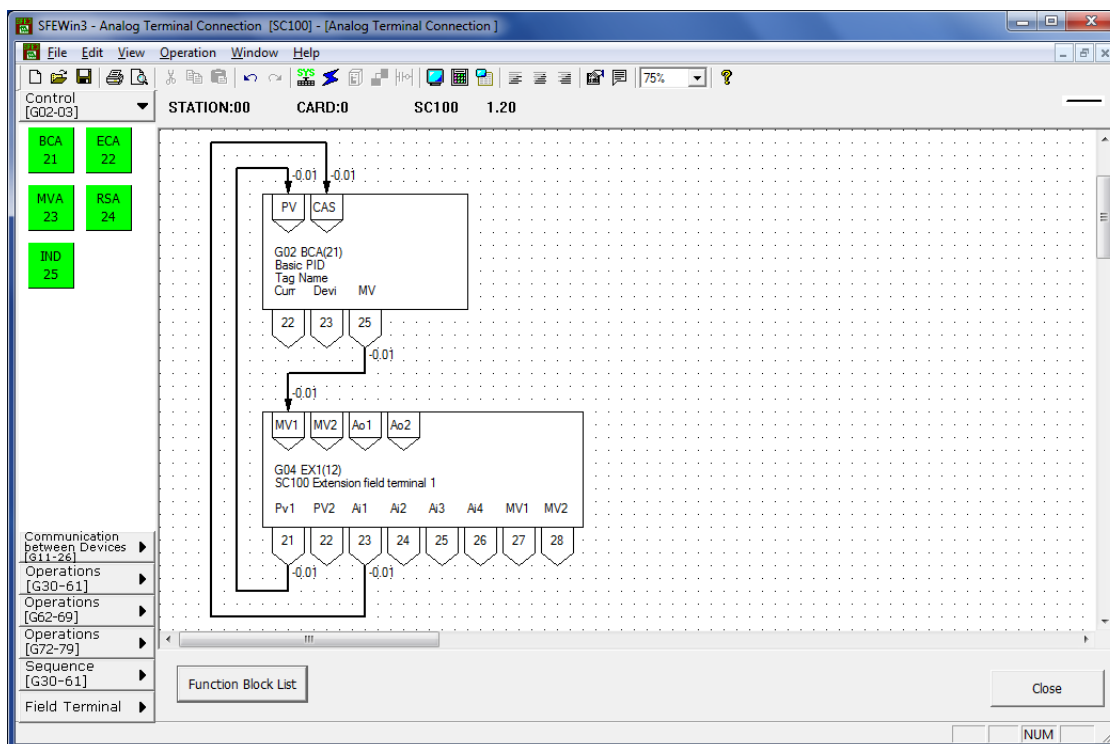 SFEWin3 - Analog Terminal Connection [SC100] - [Analog Terminal Connection ]
File Edit View Operation Window Help
SYS 75%
Control
[G02-03]
STATION:00 CARD:0 SC100 1.20
BCA
21
ECA
22
MVA
23
RSA
24
IND
25
-0.01 -0.01
PV CAS
G02 BCA(21)
Basic PID
Tag Name
Curr Devi MV
22 23 25
-0.01
-0.01
MV1 MV2 Ao1 Ao2
G04 EX1(12)
SC100 Extension field terminal 1
Pv1 PV2 Ai1 Ai2 Ai3 Ai4 MV1 MV2
21 22 23 24 25 26 27 28
-0.01 -0.01
Communication
between Devices
[G11-26]
Operations
[G30-61]
Operations
[G62-69]
Operations
[G72-79]
Sequence
[G30-61]
Field Terminal
Function Block List
Close
NUM